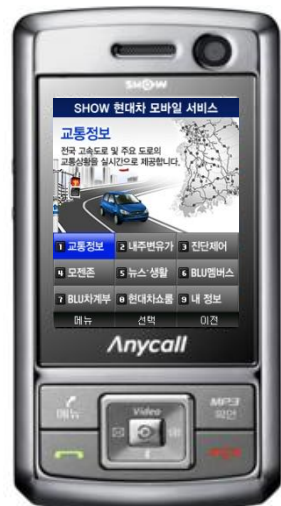 SHOW
SHOW 현대차 모바일 서비스
교통정보
전국 고속도로 및 주요 도로의
교통상황을 실시간으로 제공합니다.
1 교통정보 2 내주변유가 3 진단제어
4 모젠존 5 뉴스·생활 6 BLU멤버스
7 BLU차계부 8 현대차쇼룸 9 내 정보
메뉴 선택 이전
Anycall
메뉴 Video MP3
확인